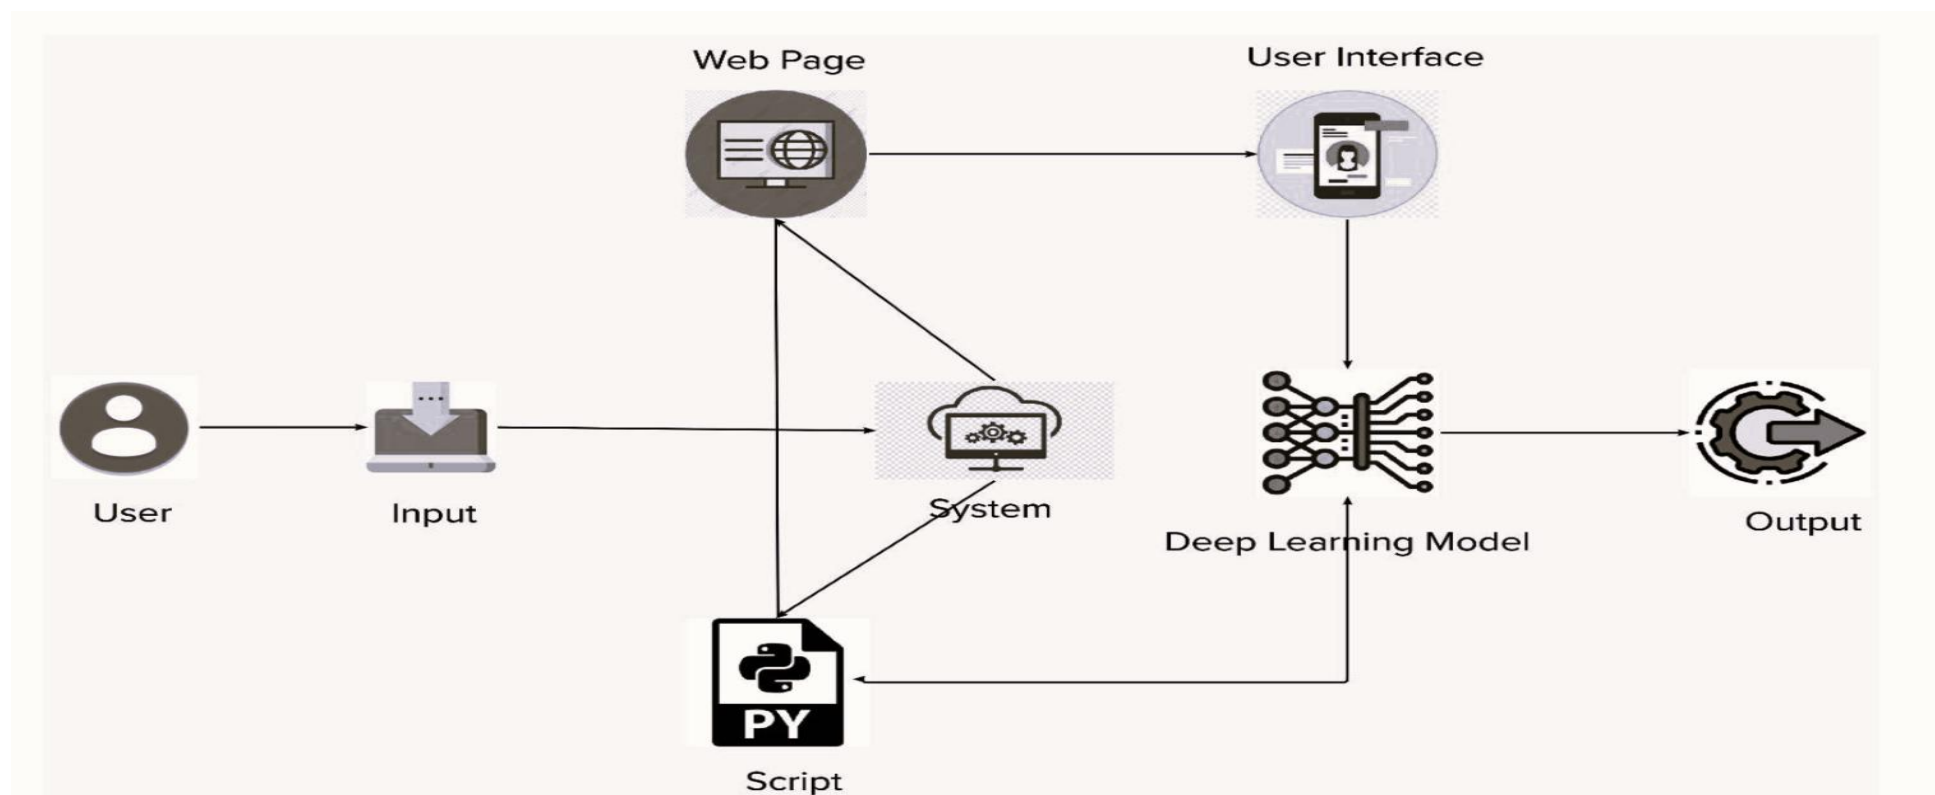 Web Page
User Interface
User
Input
System
Deep Learning Model
Output
PY
Script